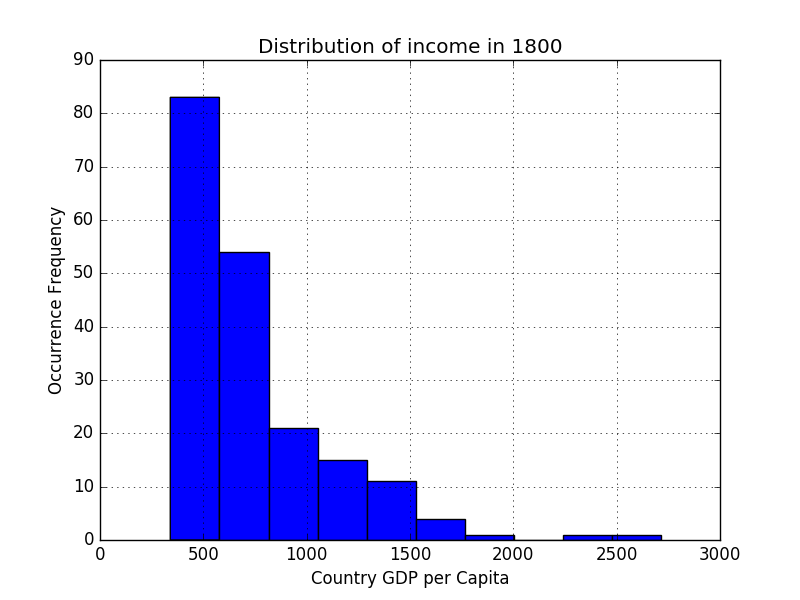 Distribution of income in 1800
90
80
70
60
50
40
30
20
10
0
Occurrence Frequency
0 500 1000 1500 2000 2500 3000
Country GDP per Capita